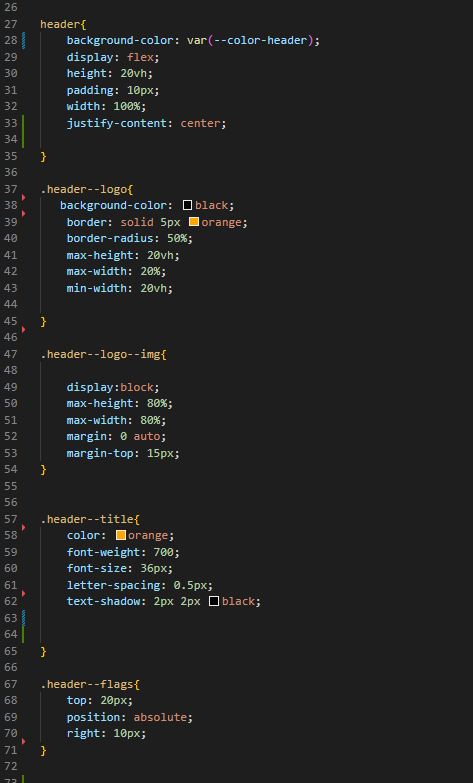 26
27 header{
28 background-color: var(--color-header);
29 display: flex;
30 height: 20vh;
31 padding: 10px;
32 width: 100%;
33 justify-content: center;
34
35 }
36
37 .header--logo{
38 background-color: black;
39 border: solid 5px orange;
40 border-radius: 50%;
41 max-height: 20vh;
42 max-width: 20%;
43 min-width: 20vh;
44
45 }
46
47 .header--logo--img{
48
49 display:block;
50 max-height: 80%;
51 max-width: 80%;
52 margin: 0 auto;
53 margin-top: 15px;
54 }
55
56
57 .header--title{
58 color: orange;
59 font-weight: 700;
60 font-size: 36px;
61 letter-spacing: 0.5px;
62 text-shadow: 2px 2px black;
63
64
65 }
66
67 .header--flags{
68 top: 20px;
69 position: absolute;
70 right: 10px;
71 }
72
73